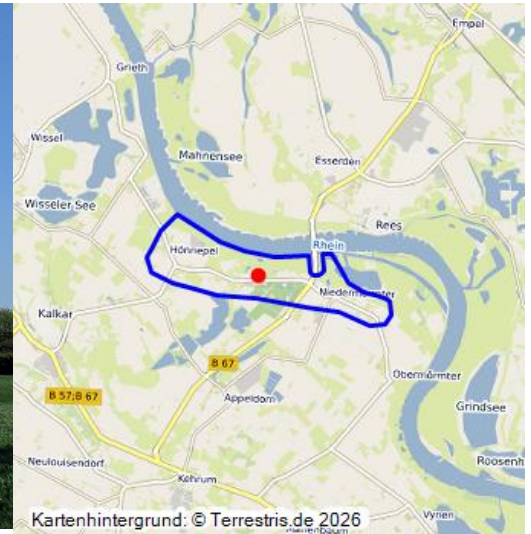 Empel
Grieth
Wissel
Mahnensee
Esserden
Wisseler See
Rees
Rhein
Hönnepel
Niedermörmter
Kalkar
B 67
Obermörmter
B 57;B 67
Appeldorn
Grindsee
Neulouisendorf
Roosenh
Kehrum
Vynen
Marienbaum
Kartenhintergrund: © Terrestris.de 2026